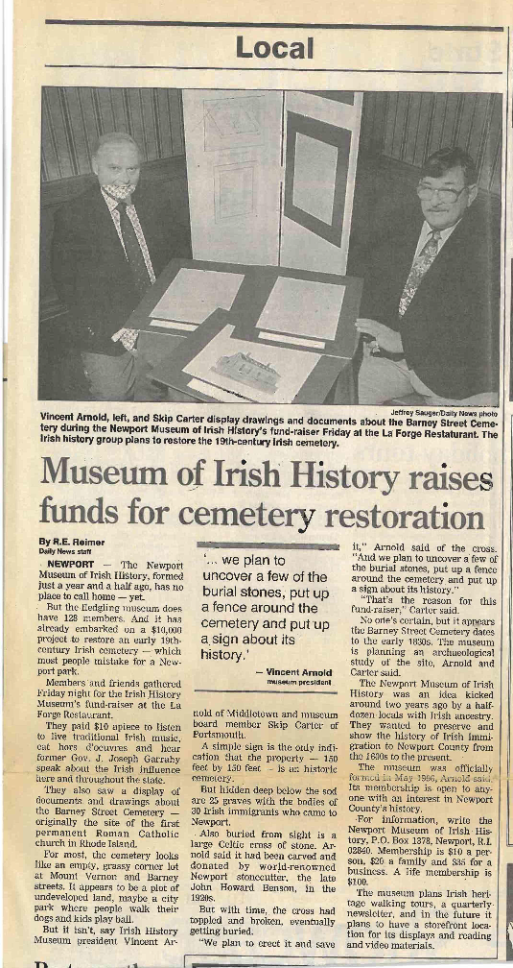 Local
Jeffrey Sauger/Daily News photo
Vincent Arnold, left, and Skip Carter display drawings and documents about the Barney Street Ceme-
tery during the Newport Museum of Irish History's fund-raiser Friday at the La Forge Restaturant. The
Irish history group plans to restore the 19th-century Irish cemetery.
Museum of Irish History raises
funds for cemetery restoration
By R.E. Reimer
Daily News staff
NEWPORT — The Newport
Museum of Irish History, formed
just a year and a half ago, has no
place to call home — yet.
But the fledgling museum does
have 128 members. And it has
already embarked on a $10,000
project to restore an early 19th-
century Irish cemetery — which
most people mistake for a New-
port park.
Members and friends gathered
Friday night for the Irish History
Museum's fund-raiser at the La
Forge Restaurant.
They paid $10 apiece to listen
to live traditional Irish music,
eat hors d'oeuvres and hear
former Gov. J. Joseph Garrahy
speak about the Irish influence
here and throughout the state.
They also saw a display of
documents and drawings about
the Barney Street Cemetery —
originally the site of the first
permanent Roman Catholic
church in Rhode Island.
For most, the cemetery looks
like an empty, grassy corner lot
at Mount Vernon and Barney
streets. It appears to be a plot of
undeveloped land, maybe a city
park where people walk their
dogs and kids play ball.
But it isn't, say Irish History
Museum president Vincent Ar-
'... we plan to
uncover a few of the
burial stones, put up
a fence around the
cemetery and put up
a sign about its
history.'
— Vincent Arnold
museum president
nold of Middletown and museum
board member Skip Carter of
Portsmouth.
A simple sign is the only indi-
cation that the property — 150
feet by 150 feet — is an historic
cemetery.
But hidden deep below the sod
are 25 graves with the bodies of
30 Irish immigrants who came to
Newport.
Also buried from sight is a
large Celtic cross of stone. Ar-
nold said it had been carved and
donated by world-renowned
Newport stonecutter, the late
John Howard Benson, in the
1920s.
But with time, the cross had
toppled and broken, eventually
getting buried.
"We plan to erect it and save
it," Arnold said of the cross.
"And we plan to uncover a few of
the burial stones, put up a fence
around the cemetery and put up
a sign about its history."
"That's the reason for this
fund-raiser," Carter said.
No one's certain, but it appears
the Barney Street Cemetery dates
to the early 1830s. The museum
is planning an archaeological
study of the site, Arnold and
Carter said.
The Newport Museum of Irish
History was an idea kicked
around two years ago by a half-
dozen locals with Irish ancestry.
They wanted to preserve and
show the history of Irish immi-
gration to Newport County from
the 1600s to the present.
The museum was officially
formed in May 1996, Arnold said.
Its membership is open to any-
one with an interest in Newport
County's history.
For information, write the
Newport Museum of Irish His-
tory, P.O. Box 1378, Newport, R.I.
02840. Membership is $10 a per-
son, $20 a family and $35 for a
business. A life membership is
$100.
The museum plans Irish heri-
tage walking tours, a quarterly
newsletter, and in the future it
plans to have a storefront loca-
tion for its displays and reading
and video materials.